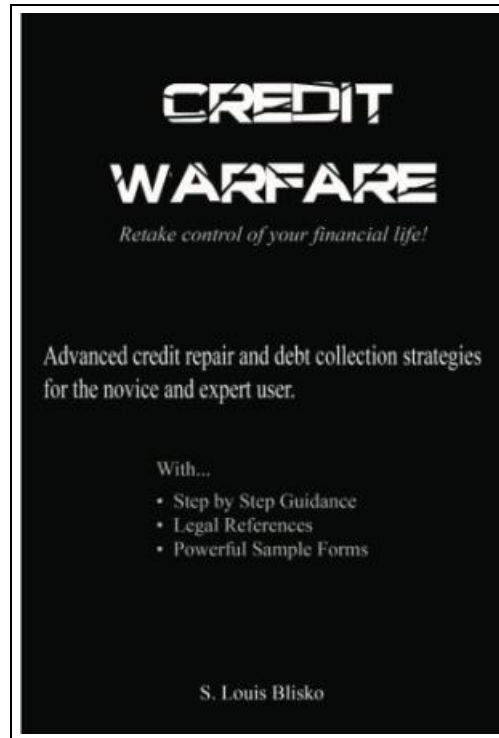 CREDIT
WARFARE
Retake control of your financial life!
Advanced credit repair and debt collection strategies
for the novice and expert user.
With...
• Step by Step Guidance
• Legal References
• Powerful Sample Forms
S. Louis Blisko